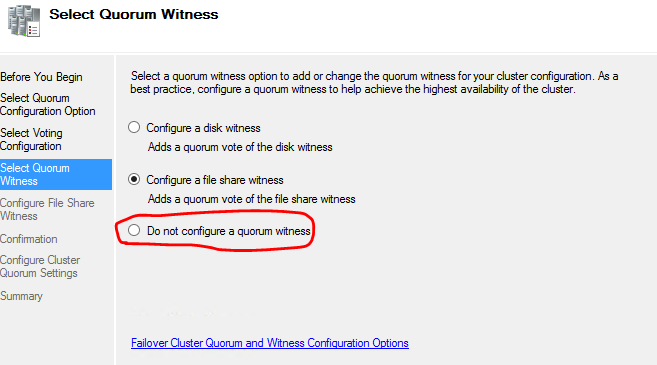 Select Quorum Witness
Before You Begin
Select Quorum
Configuration Option
Select Voting
Configuration
Select Quorum
Witness
Configure File Share
Witness
Confirmation
Configure Cluster
Quorum Settings
Summary
Select a quorum witness option to add or change the quorum witness for your cluster configuration. As a
best practice, configure a quorum witness to help achieve the highest availability of the cluster.
Configure a disk witness
Adds a quorum vote of the disk witness
Configure a file share witness
Adds a quorum vote of the file share witness
Do not configure a quorum witness
Failover Cluster Quorum and Witness Configuration Options